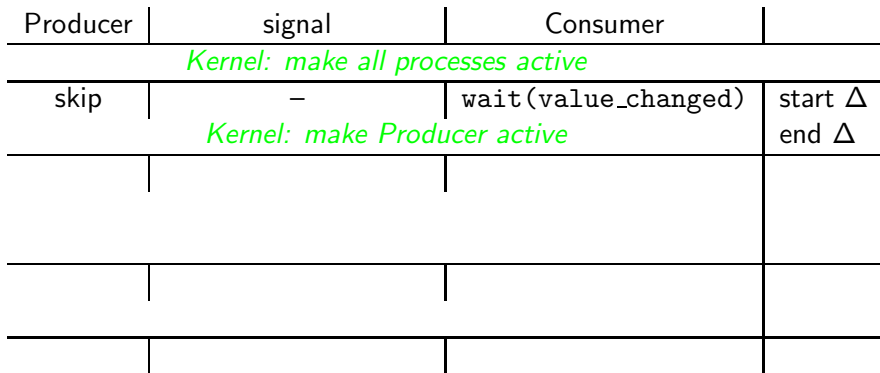 Producer signal Consumer
Kernel: make all processes active
skip – wait(value_changed) start Δ
Kernel: make Producer active end Δ